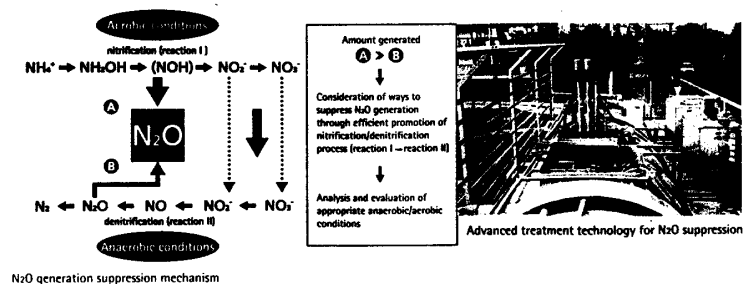 Aerobic conditions
nitrification (reaction I)
NH₄⁺ → NH₂OH → (NOH) → NO₂⁻ → NO₃⁻
A
N₂O
B
N₂ ← N₂O ← NO ← NO₂⁻ ← NO₃⁻
denitrification (reaction II)
Anaerobic conditions
N2O generation suppression mechanism
Amount generated
A > B
Consideration of ways to
suppress N₂O generation
through efficient promotion of
nitrification/denitrification
process (reaction I → reaction II)
Analysis and evaluation of
appropriate anaerobic/aerobic
conditions
Advanced treatment technology for N2O suppression